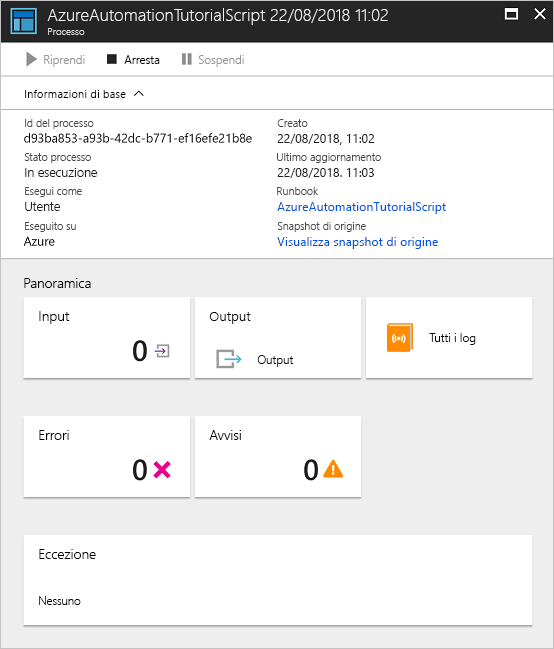 AzureAutomationTutorialScript 22/08/2018 11:02
Processo
Riprendi Arresta Sospendi
Informazioni di base
Id del processo
d93ba853-a93b-42dc-b771-ef16efe21b8e
Creato
22/08/2018, 11:02
Stato processo
In esecuzione
Ultimo aggiornamento
22/08/2018. 11:03
Esegui come
Utente
Runbook
AzureAutomationTutorialScript
Eseguito su
Azure
Snapshot di origine
Visualizza snapshot di origine
Panoramica
Input
0
Output
Output
Tutti i log
Errori
0
Avvisi
0
Eccezione
Nessuno